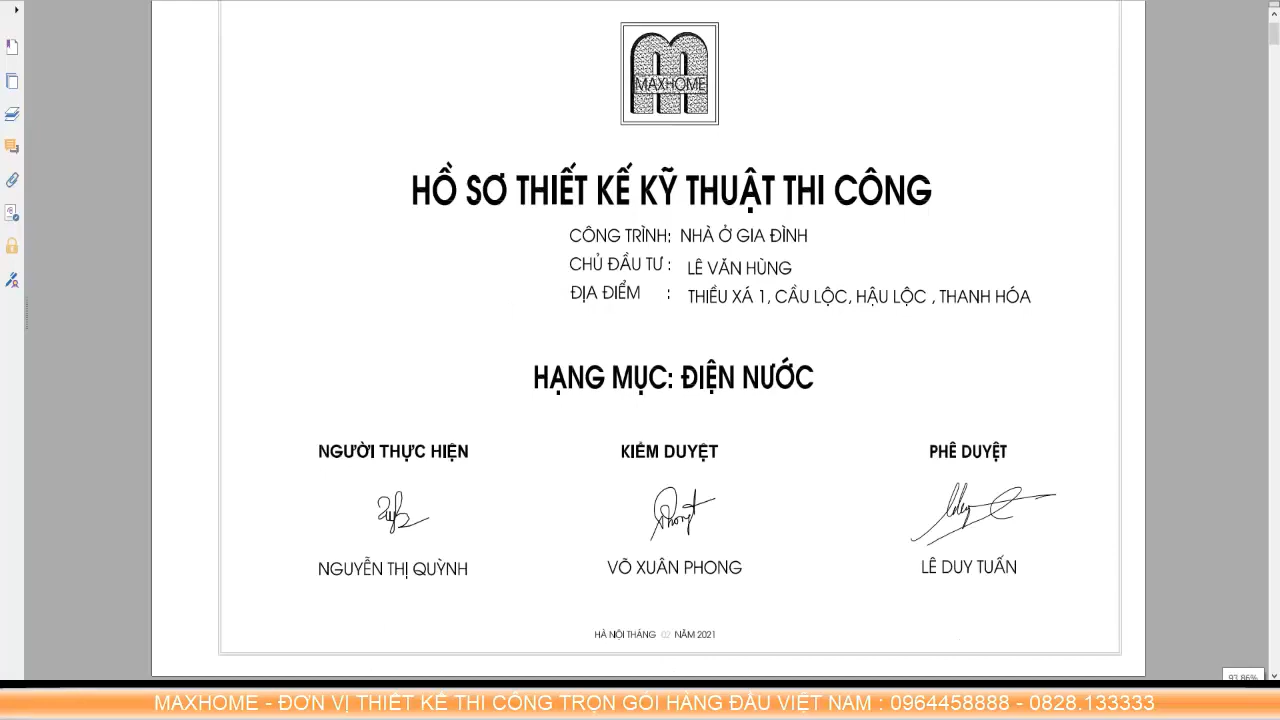 MAXHOME
HỒ SƠ THIẾT KẾ KỸ THUẬT THI CÔNG
CÔNG TRÌNH: NHÀ Ở GIA ĐÌNH
CHỦ ĐẦU TƯ : LÊ VĂN HÙNG
ĐỊA ĐIỂM : THIỀU XÁ 1, CẦU LỘC, HẬU LỘC , THANH HÓA
HẠNG MỤC: ĐIỆN NƯỚC
NGƯỜI THỰC HIỆN KIỂM DUYỆT PHÊ DUYỆT
Phong
NGUYỄN THỊ QUỲNH VÕ XUÂN PHONG LÊ DUY TUẤN
HÀ NỘI THÁNG 02 NĂM 2021
93,86%
MAXHOME - ĐƠN VỊ THIẾT KẾ THI CÔNG TRỌN GÓI HÀNG ĐẦU VIỆT NAM : 0964458888 - 0828.133333